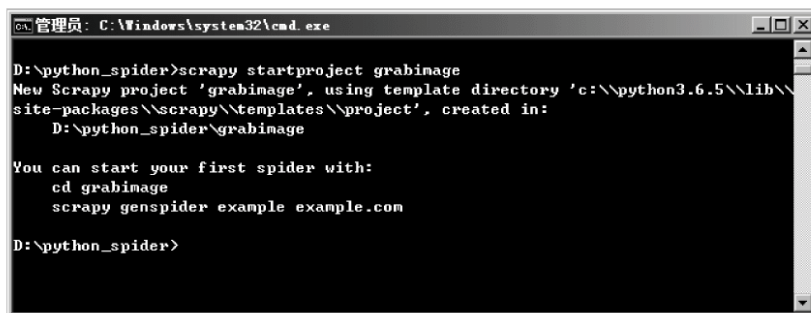 管理员: C:\Windows\system32\cmd.exe
D:\python_spider>scrapy startproject grabimage
New Scrapy project 'grabimage', using template directory 'c:\\python3.6.5\\lib\\
site-packages\\scrapy\\templates\\project', created in:
D:\python_spider\grabimage
You can start your first spider with:
cd grabimage
scrapy genspider example example.com
D:\python_spider>